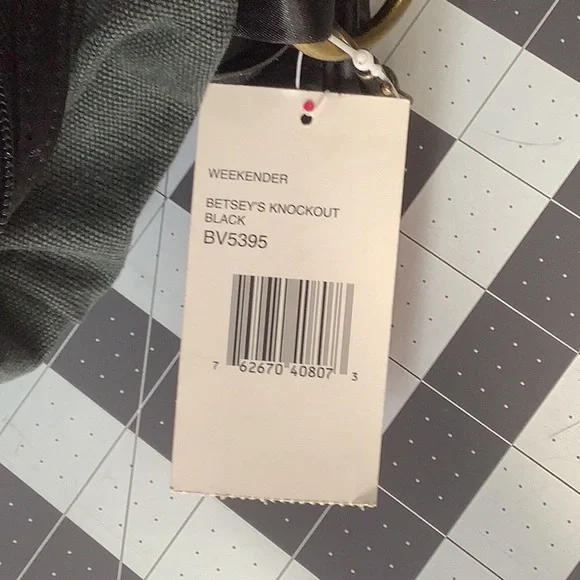 WEEKENDER
BETSEY'S KNOCKOUT
BLACK
BV5395
7 62670 40807 3